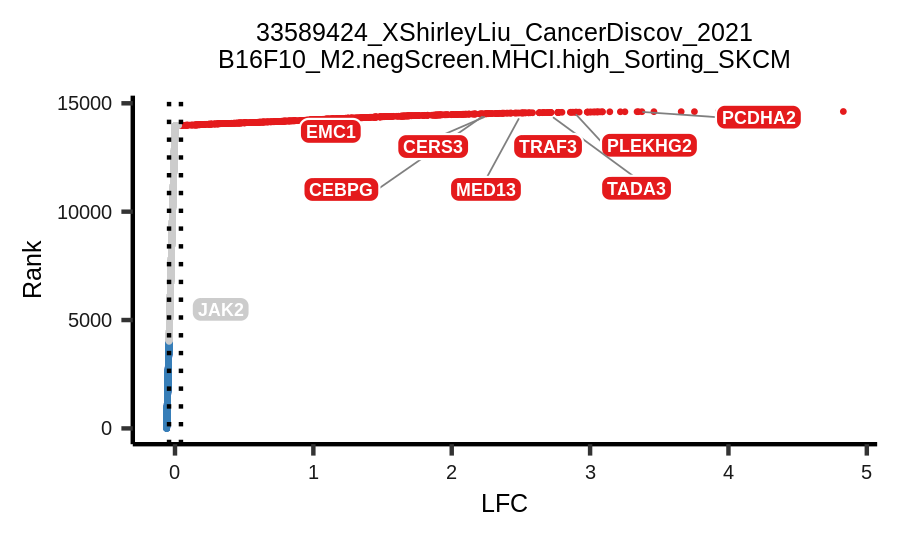 33589424_XShirleyLiu_CancerDiscov_2021
B16F10_M2.negScreen.MHCI.high_Sorting_SKCM
15000
10000
5000
0
Rank
EMC1
CERS3
TRAF3
PLEKHG2
PCDHA2
CEBPG
MED13
TADA3
JAK2
0 1 2 3 4 5
LFC